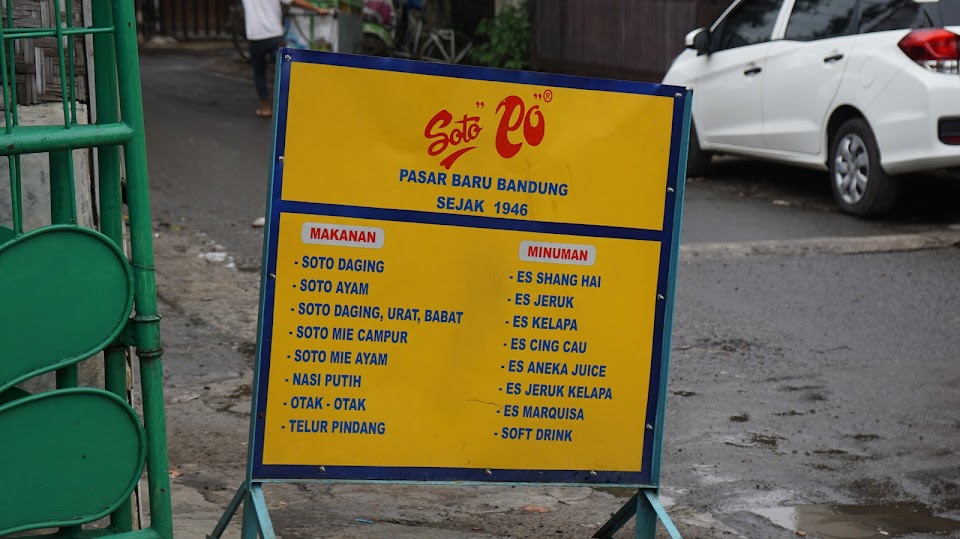 Soto "PO"®
PASAR BARU BANDUNG
SEJAK 1946
MAKANAN
- SOTO DAGING
- SOTO AYAM
- SOTO DAGING, URAT, BABAT
- SOTO MIE CAMPUR
- SOTO MIE AYAM
- NASI PUTIH
- OTAK - OTAK
- TELUR PINDANG
MINUMAN
- ES SHANG HAI
- ES JERUK
- ES KELAPA
- ES CING CAU
- ES ANEKA JUICE
- ES JERUK KELAPA
- ES MARQUISA
- SOFT DRINK